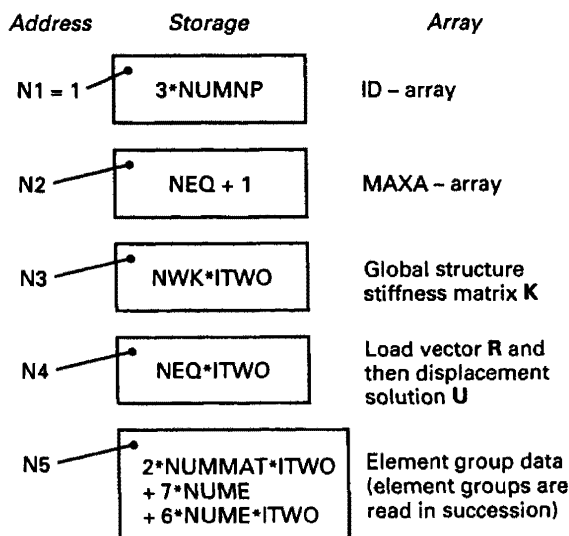 Address Storage Array
N1 = 1 3*NUMNP ID – array
N2 NEQ + 1 MAXA – array
N3 NWK*ITWO Global structure
stiffness matrix K
N4 NEQ*ITWO Load vector R and
then displacement
solution U
N5 2*NUMMAT*ITWO
+ 7*NUME
+ 6*NUME*ITWO
Element group data
(element groups are
read in succession)